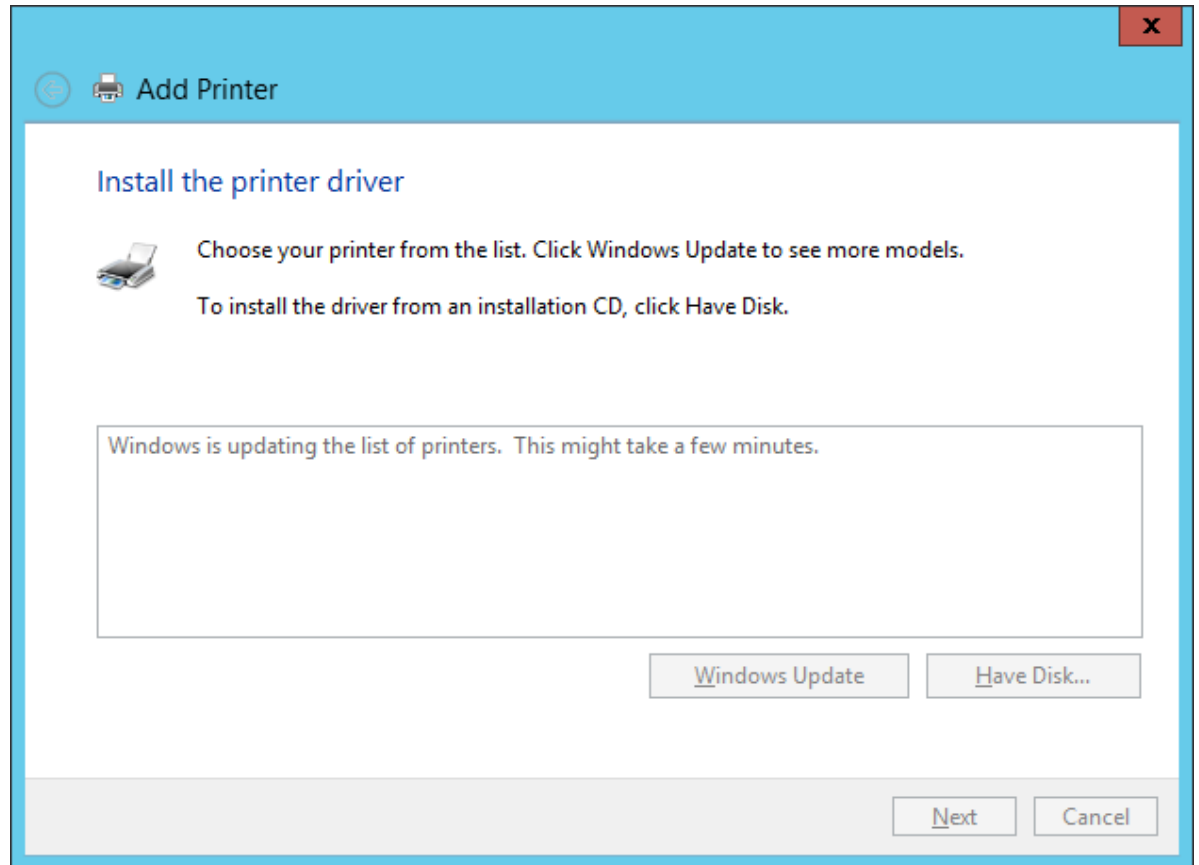 x
Add Printer
Install the printer driver
Choose your printer from the list. Click Windows Update to see more models.
To install the driver from an installation CD, click Have Disk.
Windows is updating the list of printers.  This might take a few minutes.
Windows Update
Have Disk...
Next
Cancel